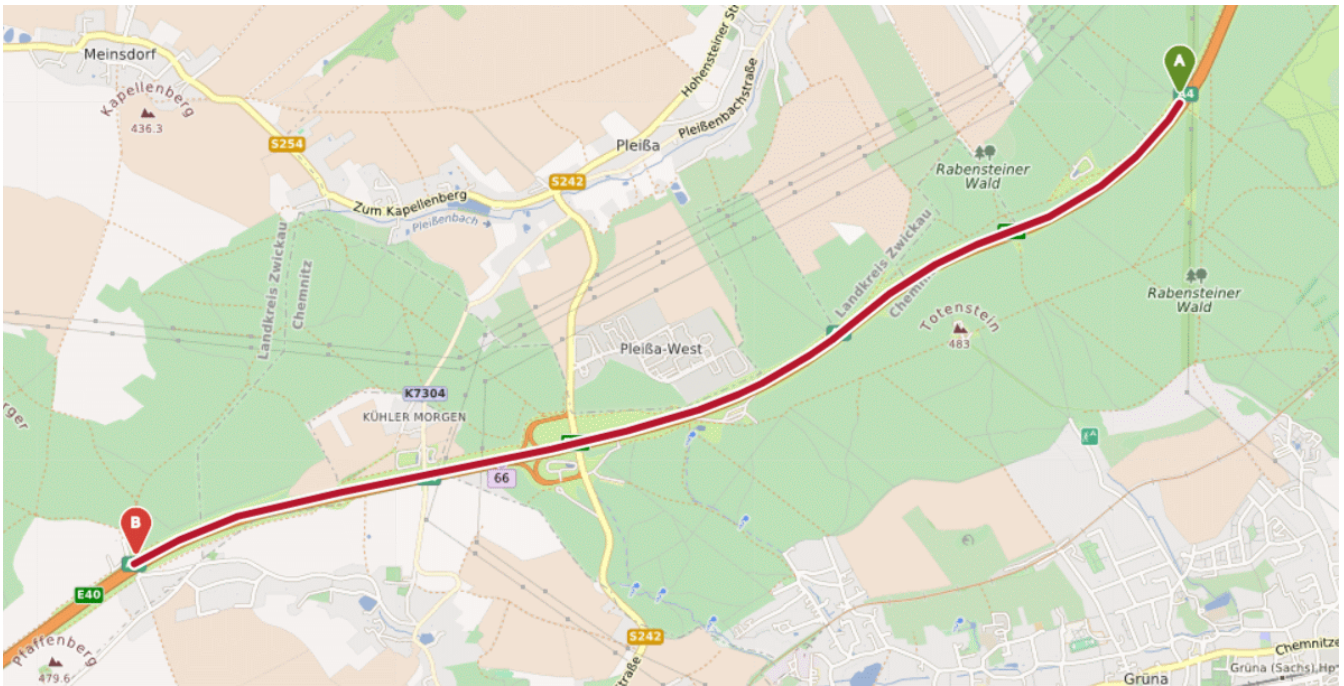 Meinsdorf
Kapellenberg
436.3
S254
Zum Kapellenberg
Pleißenbach
S242
Pleißa
Hohensteiner Str
Pleißenbachstraße
A
Rabensteiner
Wald
Rabensteiner
Wald
Landkreis Zwickau
Chemnitz
Landkreis Zwickau
Totenstein
483
Pleißa-West
K7304
KÜHLER MORGEN
66
B
E40
Pfaffenberg
479.6
S242
Chemnitze
Grüna (Sachs) Hp
Grüna